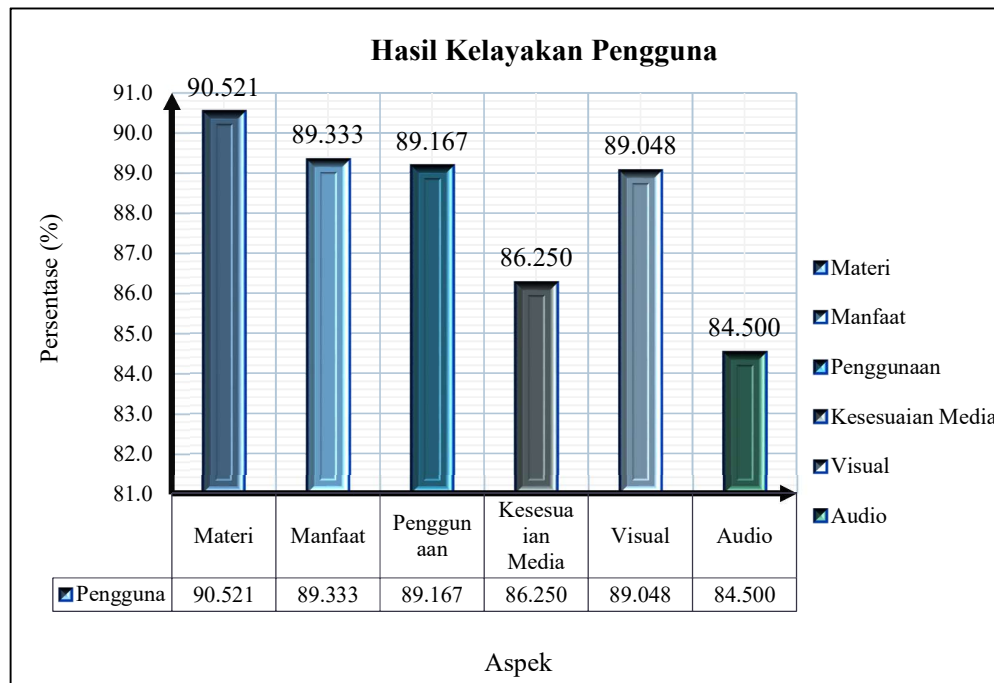 Hasil Kelayakan Pengguna
90.521
89.333
89.167
86.250
89.048
84.500
91.0
90.0
89.0
88.0
87.0
86.0
85.0
84.0
83.0
82.0
81.0
Persentase (%)
Materi
Manfaat
Penggun
aan
Kesesua
ian
Media
Visual
Audio
Pengguna 90.521 89.333 89.167 86.250 89.048 84.500
Aspek
Materi
Manfaat
Penggunaan
Kesesuaian Media
Visual
Audio